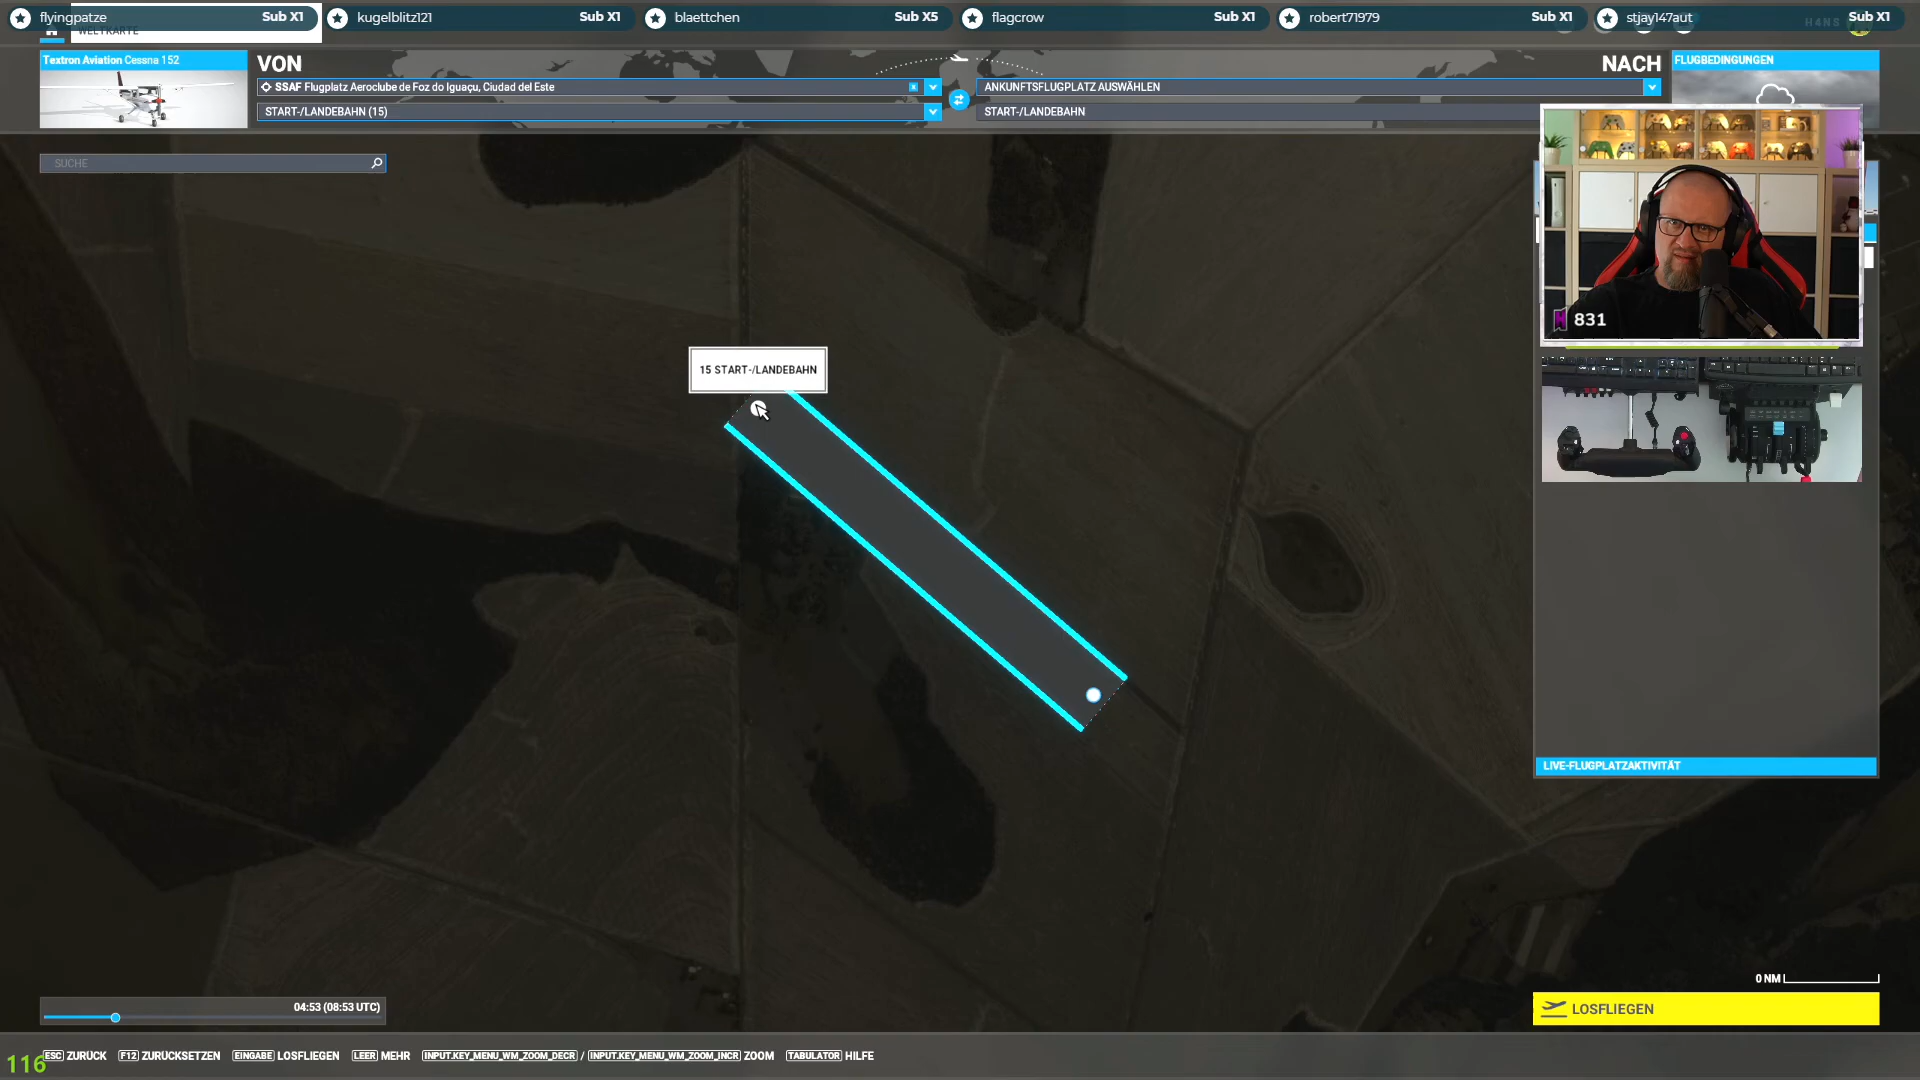 flyingpatze Sub X1
kugelblitz121 Sub X1
blaettchen Sub X5
flagcrow Sub X1
robert71979 Sub X1
stjay147aut Sub X1
WELTKARTE
H4NS
Textron Aviation Cessna 152
VON
NACH
FLUGBEDINGUNGEN
SSAF Flugplatz Aeroclube de Foz do Iguaçu, Ciudad del Este
ANKUNFTSFLUGPLATZ AUSWÄHLEN
START-/LANDEBAHN (15)
START-/LANDEBAHN
SUCHE
831
15 START-/LANDEBAHN
LIVE-FLUGPLATZAKTIVITÄT
0 NM
04:53 (08:53 UTC)
LOSFLIEGEN
116
ESC ZURÜCK F12 ZURÜCKSETZEN EINGABE LOSFLIEGEN LEER MEHR INPUT.KEY_MENU_WM_ZOOM_DECR / INPUT.KEY_MENU_WM_ZOOM_INCR ZOOM TABULATOR HILFE